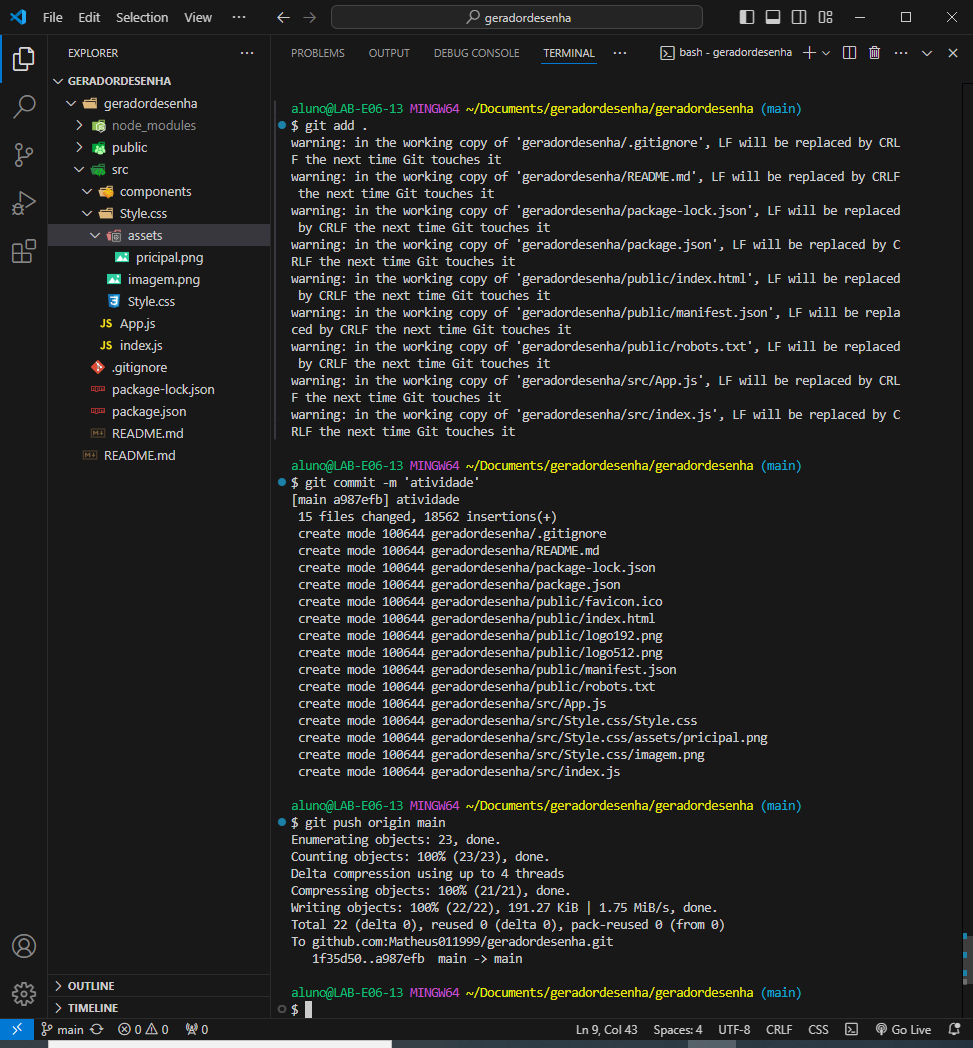 File Edit Selection View ··· geradordesenha
EXPLORER ···
GERADORDESENHA
geradordesenha
node_modules
public
src
components
Style.css
assets
pricipal.png
imagem.png
Style.css
JS App.js
JS index.js
.gitignore
package-lock.json
package.json
README.md
README.md
OUTLINE
TIMELINE
PROBLEMS OUTPUT DEBUG CONSOLE TERMINAL ··· bash - geradordesenha
aluno@LAB-E06-13 MINGW64 ~/Documents/geradordesenha/geradordesenha (main)
$ git add .
warning: in the working copy of 'geradordesenha/.gitignore', LF will be replaced by CRL
F the next time Git touches it
warning: in the working copy of 'geradordesenha/README.md', LF will be replaced by CRLF
the next time Git touches it
warning: in the working copy of 'geradordesenha/package-lock.json', LF will be replaced
by CRLF the next time Git touches it
warning: in the working copy of 'geradordesenha/package.json', LF will be replaced by C
RLF the next time Git touches it
warning: in the working copy of 'geradordesenha/public/index.html', LF will be replaced
by CRLF the next time Git touches it
warning: in the working copy of 'geradordesenha/public/manifest.json', LF will be repla
ced by CRLF the next time Git touches it
warning: in the working copy of 'geradordesenha/public/robots.txt', LF will be replaced
by CRLF the next time Git touches it
warning: in the working copy of 'geradordesenha/src/App.js', LF will be replaced by CRL
F the next time Git touches it
warning: in the working copy of 'geradordesenha/src/index.js', LF will be replaced by C
RLF the next time Git touches it
aluno@LAB-E06-13 MINGW64 ~/Documents/geradordesenha/geradordesenha (main)
$ git commit -m 'atividade'
[main a987efb] atividade
15 files changed, 18562 insertions(+)
create mode 100644 geradordesenha/.gitignore
create mode 100644 geradordesenha/README.md
create mode 100644 geradordesenha/package-lock.json
create mode 100644 geradordesenha/package.json
create mode 100644 geradordesenha/public/favicon.ico
create mode 100644 geradordesenha/public/index.html
create mode 100644 geradordesenha/public/logo192.png
create mode 100644 geradordesenha/public/logo512.png
create mode 100644 geradordesenha/public/manifest.json
create mode 100644 geradordesenha/public/robots.txt
create mode 100644 geradordesenha/src/App.js
create mode 100644 geradordesenha/src/Style.css/Style.css
create mode 100644 geradordesenha/src/Style.css/assets/pricipal.png
create mode 100644 geradordesenha/src/Style.css/imagem.png
create mode 100644 geradordesenha/src/index.js
aluno@LAB-E06-13 MINGW64 ~/Documents/geradordesenha/geradordesenha (main)
$ git push origin main
Enumerating objects: 23, done.
Counting objects: 100% (23/23), done.
Delta compression using up to 4 threads
Compressing objects: 100% (21/21), done.
Writing objects: 100% (22/22), 191.27 KiB | 1.75 MiB/s, done.
Total 22 (delta 0), reused 0 (delta 0), pack-reused 0 (from 0)
To github.com:Matheus011999/geradordesenha.git
1f35d50..a987efb main -> main
aluno@LAB-E06-13 MINGW64 ~/Documents/geradordesenha/geradordesenha (main)
$
main 0 0 0 Ln 9, Col 43 Spaces: 4 UTF-8 CRLF CSS Go Live